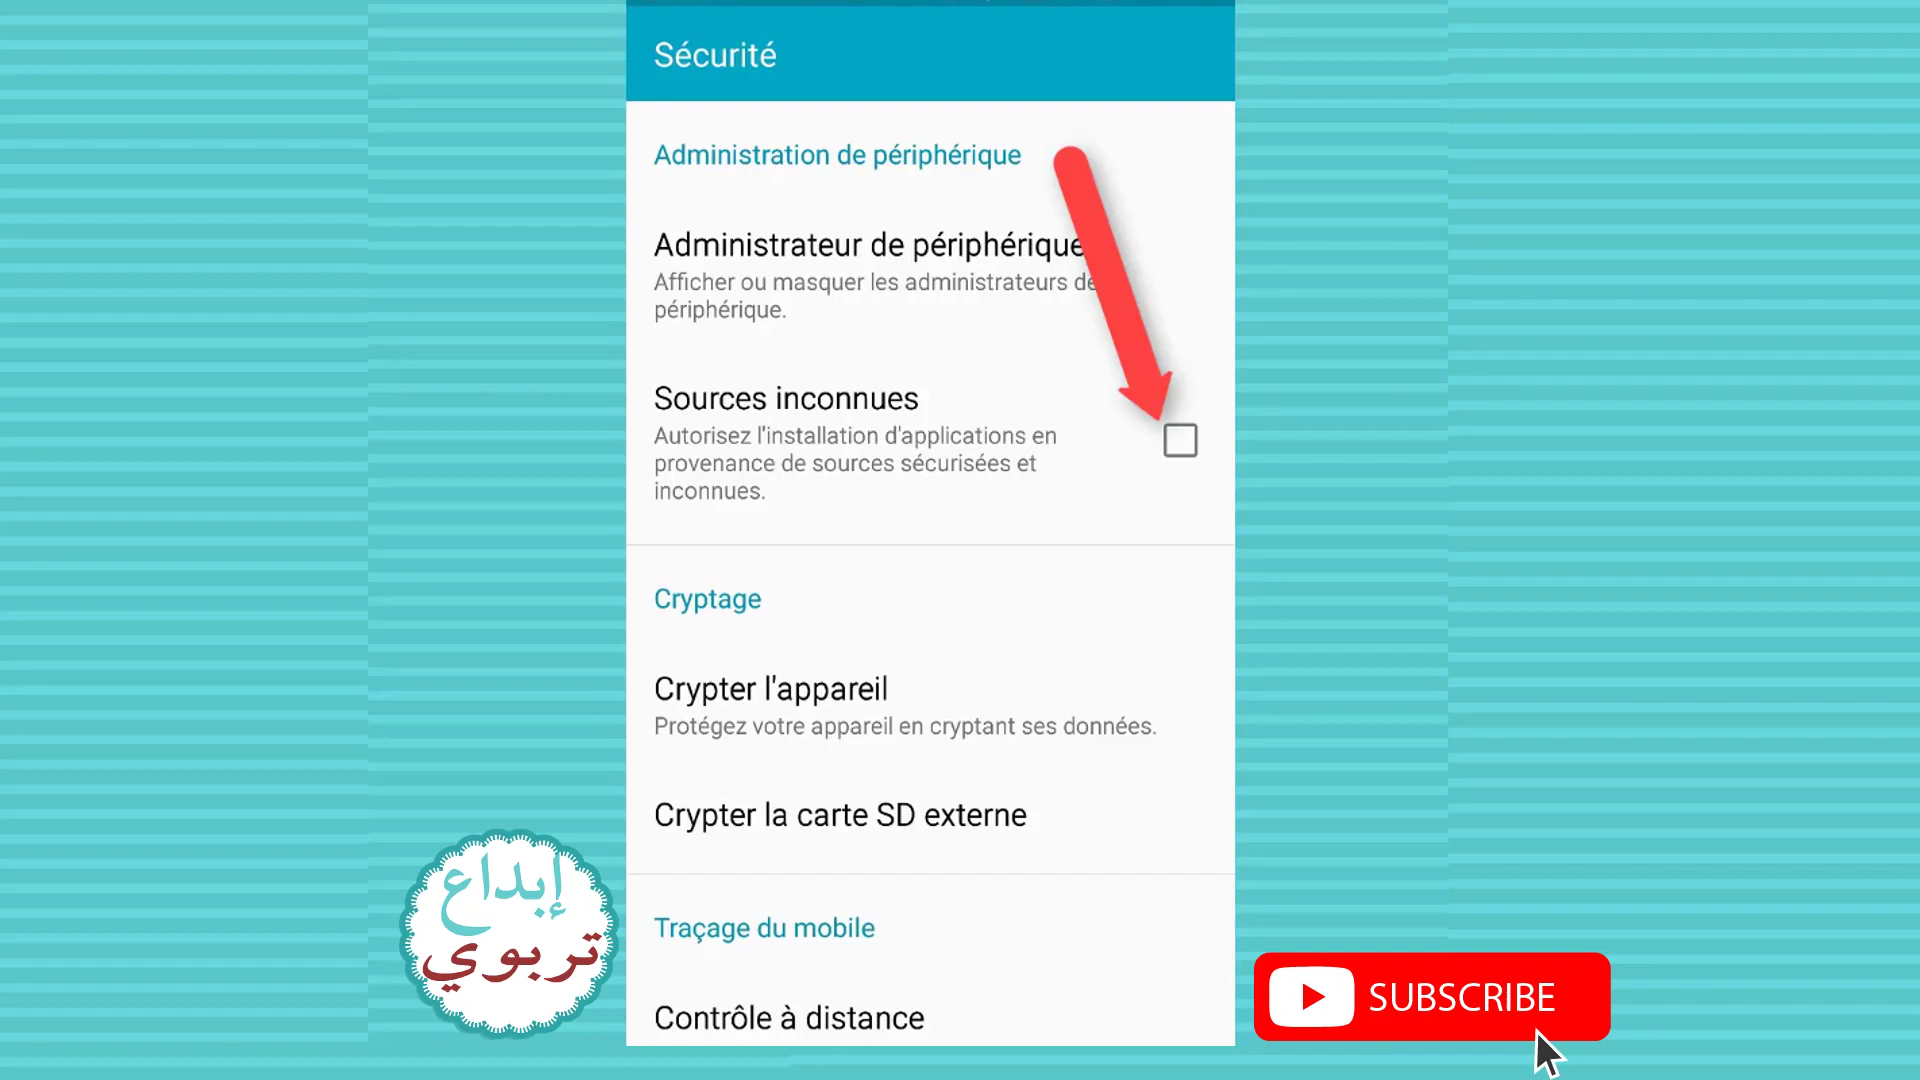 Sécurité
Administration de périphérique
Administrateur de périphérique
Afficher ou masquer les administrateurs de
périphérique.
Sources inconnues
Autorisez l'installation d'applications en
provenance de sources sécurisées et
inconnues.
Cryptage
Crypter l'appareil
Protégez votre appareil en cryptant ses données.
Crypter la carte SD externe
Traçage du mobile
Contrôle à distance
إبداع
تربوي
SUBSCRIBE